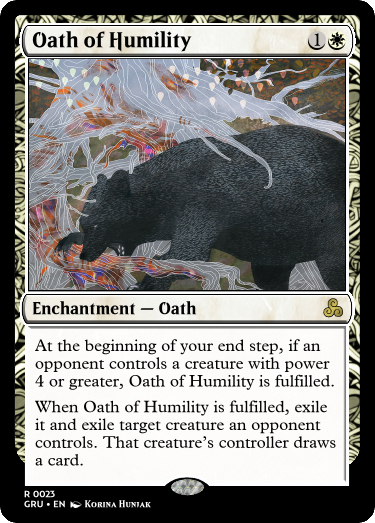 Oath of Humility 1
Enchantment — Oath
At the beginning of your end step, if an
opponent controls a creature with power
4 or greater, Oath of Humility is fulfilled.
When Oath of Humility is fulfilled, exile
it and exile target creature an opponent
controls. That creature's controller draws
a card.
R 0023
GRU • EN Korina Hunjak